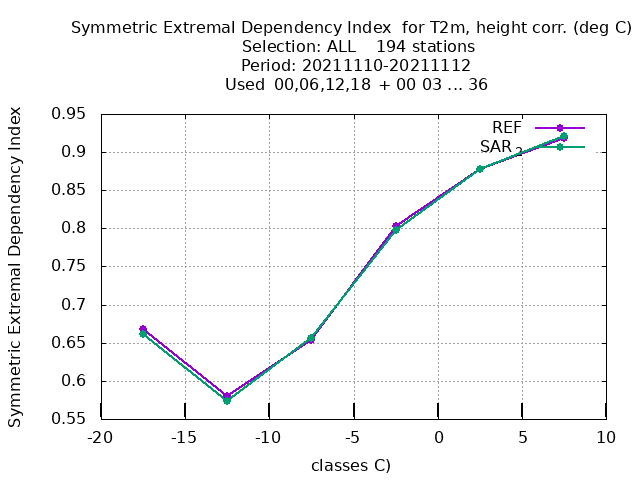 Symmetric Extremal Dependency Index for T2m, height corr. (deg C)
Selection: ALL 194 stations
Period: 20211110-20211112
Used 00,06,12,18 + 00 03 ... 36
Symmetric Extremal Dependency Index
0.95
0.9
0.85
0.8
0.75
0.7
0.65
0.6
0.55
REF
SAR 2
-20 -15 -10 -5 0 5 10
classes C)